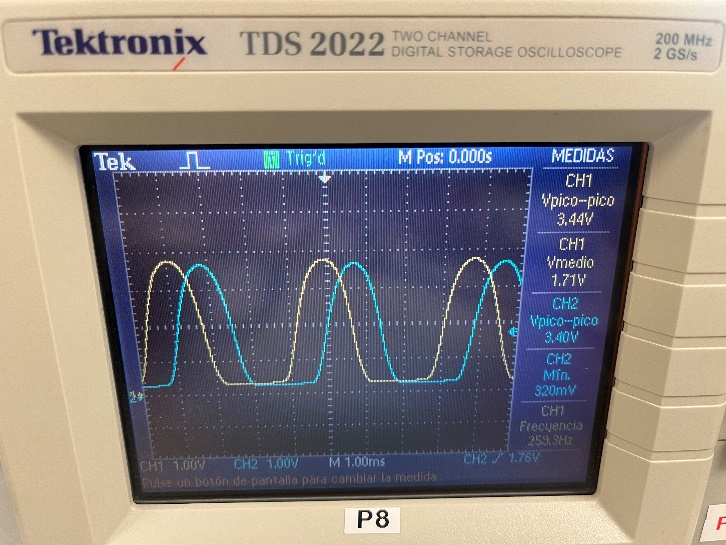 Tektronix TDS 2022 TWO CHANNEL DIGITAL STORAGE OSCILLOSCOPE
200 MHz
2 GS/s
Tek Trig'd M Pos: 0.000s MEDIDAS
CH1
Vpico-pico
3.44V
CH1
Vmedio
1.71V
CH2
Vpico-pico
3.40V
CH2
Mín.
320mV
CH1
Frecuencia
259.3Hz
2
CH1 1.00V CH2 1.00V M 1.00ms CH2 1.76V
Pulse un botón de pantalla para cambiar la medida
P8